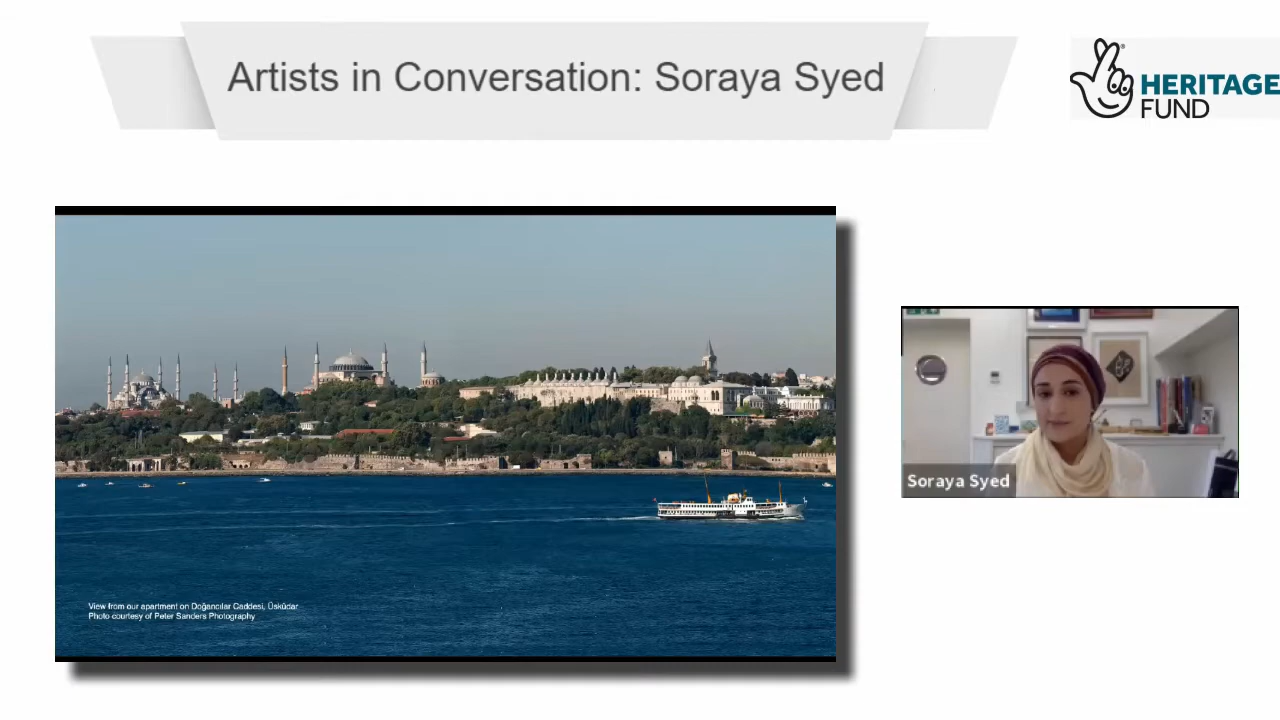 Artists in Conversation: Soraya Syed
HERITAGE
FUND
View from our apartment on Doğancılar Caddesi, Üsküdar
Photo courtesy of Peter Sanders Photography
Soraya Syed